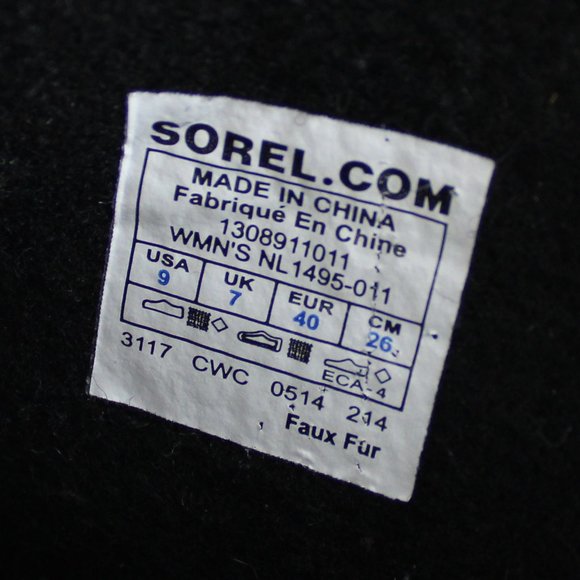 SOREL.COM
MADE IN CHINA
Fabriqué En Chine
1308911011
WMN'S NL1495-011
USA UK EUR CM
9 7 40 26
ECA-4
3117 CWC 0514 214
Faux Fur